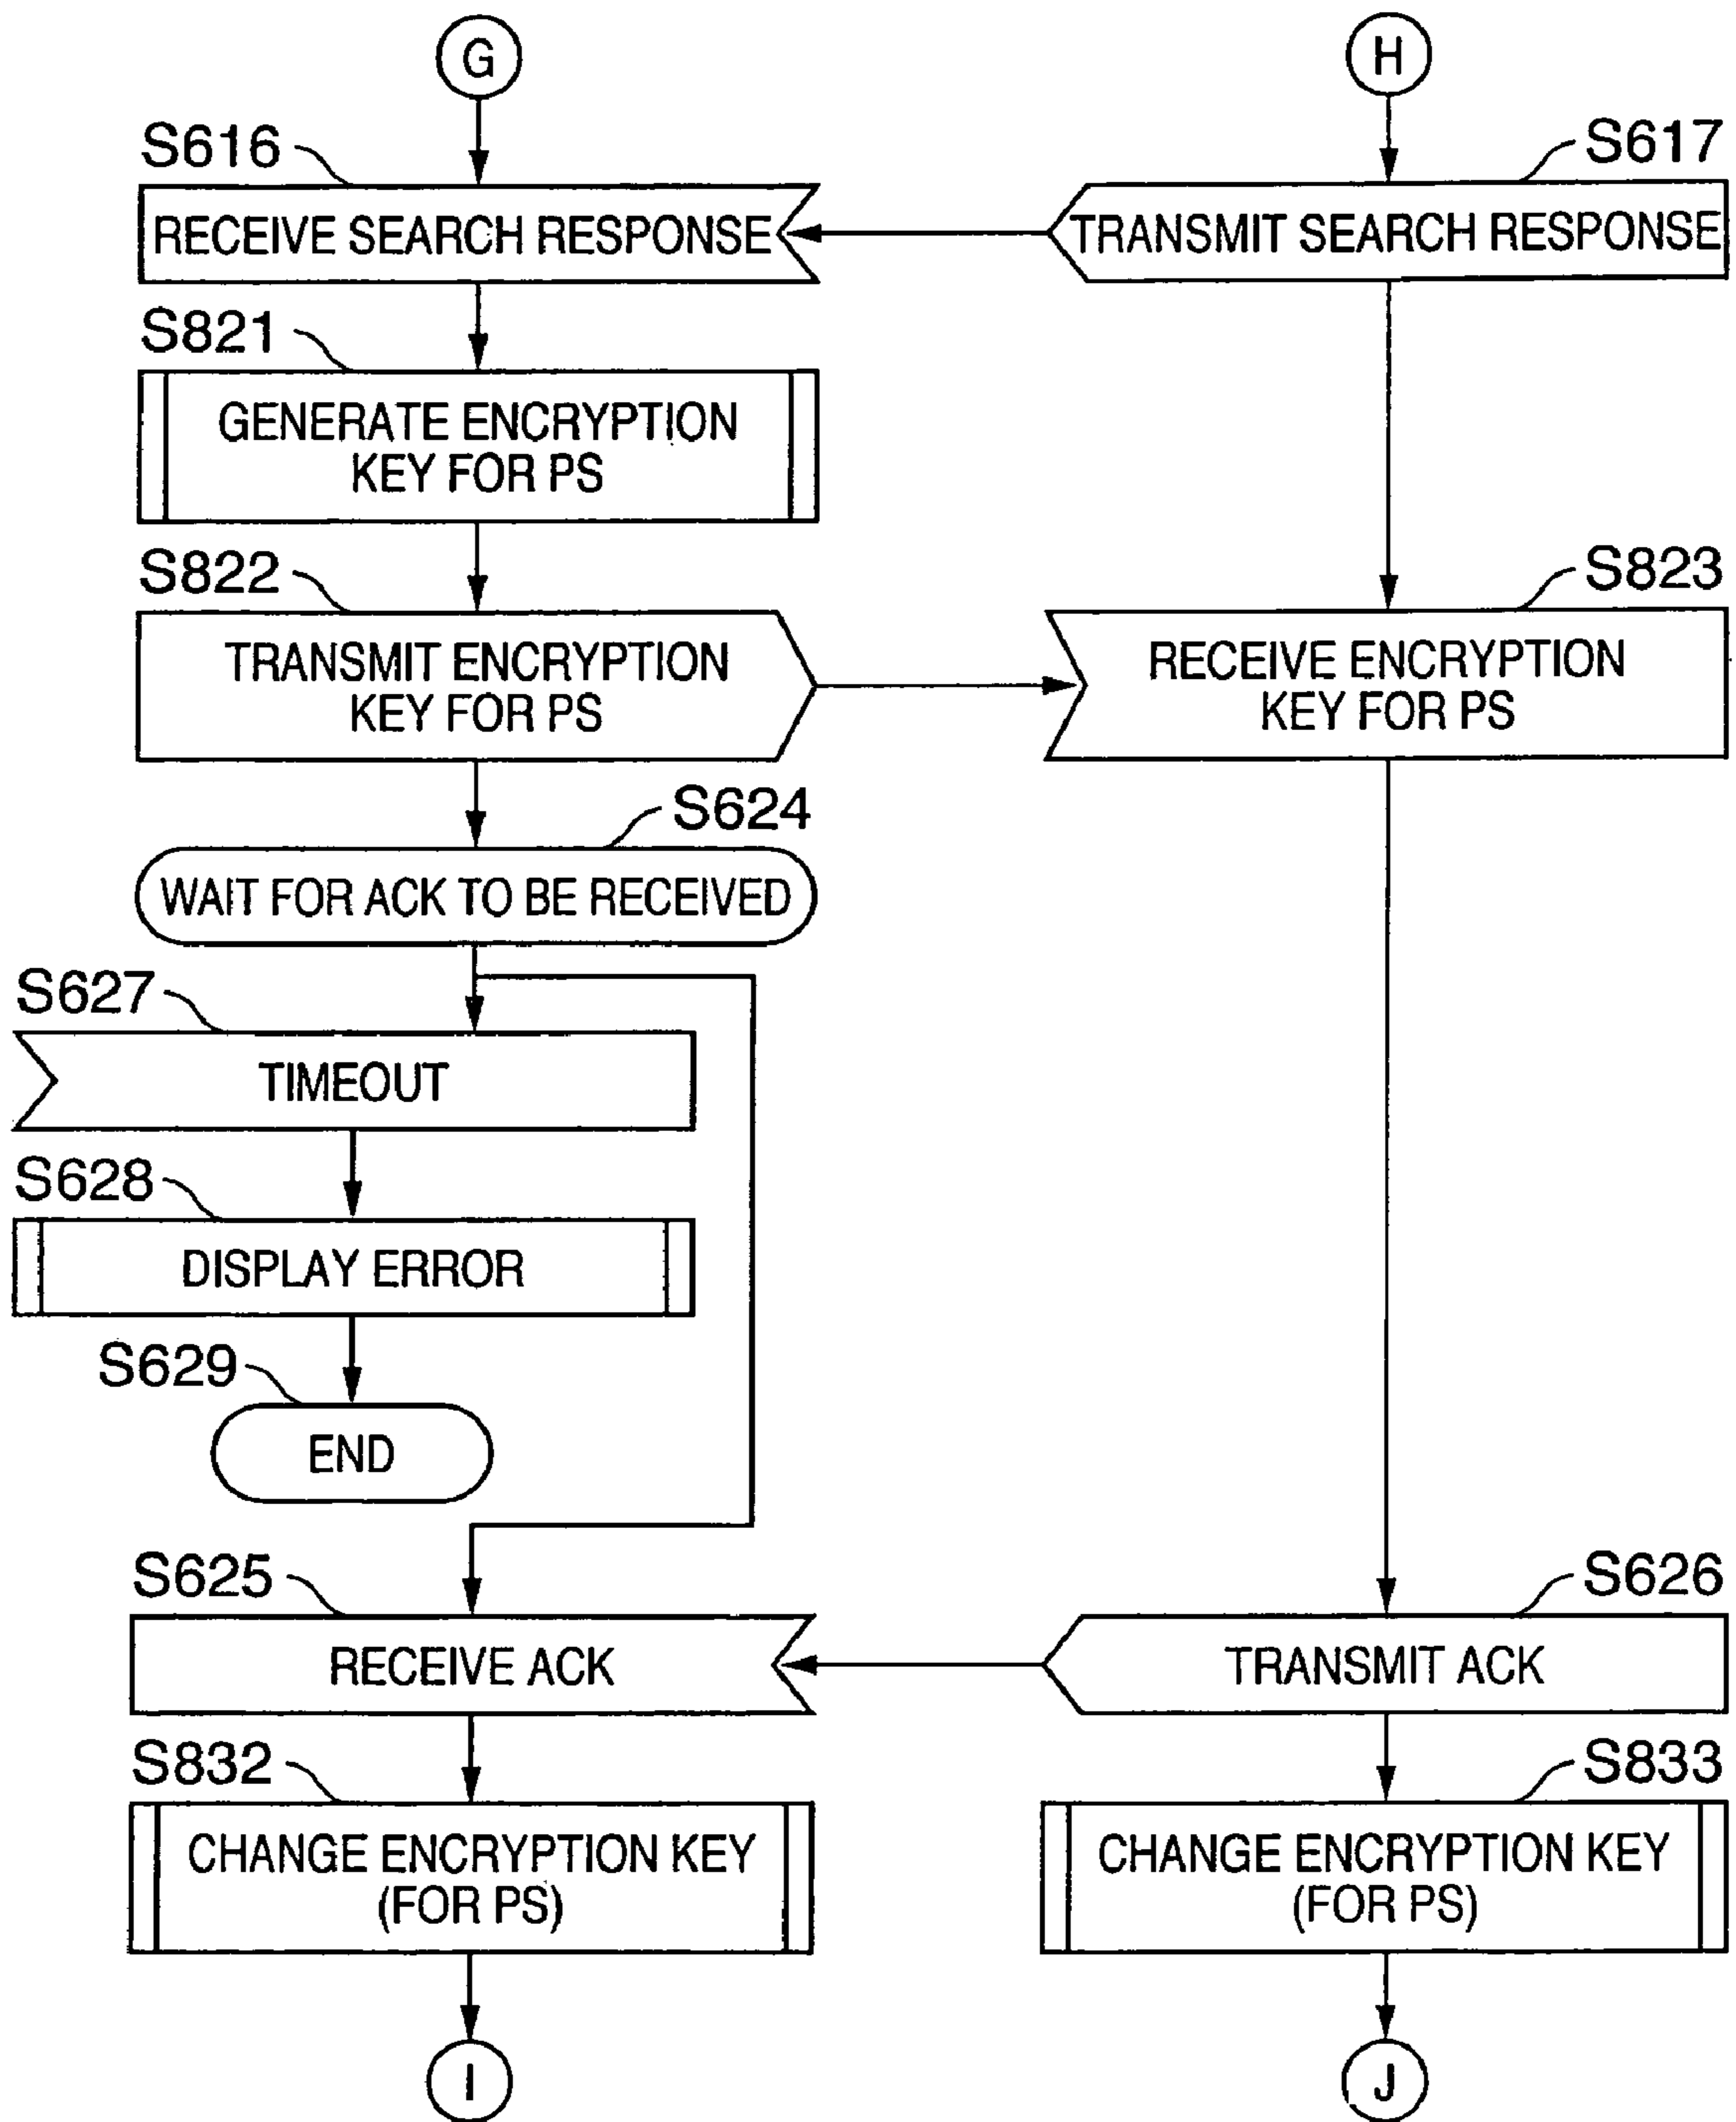 G
H
S616
S617
RECEIVE SEARCH RESPONSE
TRANSMIT SEARCH RESPONSE
S821
GENERATE ENCRYPTION
KEY FOR PS
S822
S823
TRANSMIT ENCRYPTION
KEY FOR PS
RECEIVE ENCRYPTION
KEY FOR PS
S624
WAIT FOR ACK TO BE RECEIVED
S627
TIMEOUT
S628
DISPLAY ERROR
S629
END
S625
S626
RECEIVE ACK
TRANSMIT ACK
S832
S833
CHANGE ENCRYPTION KEY
(FOR PS)
CHANGE ENCRYPTION KEY
(FOR PS)
I
J